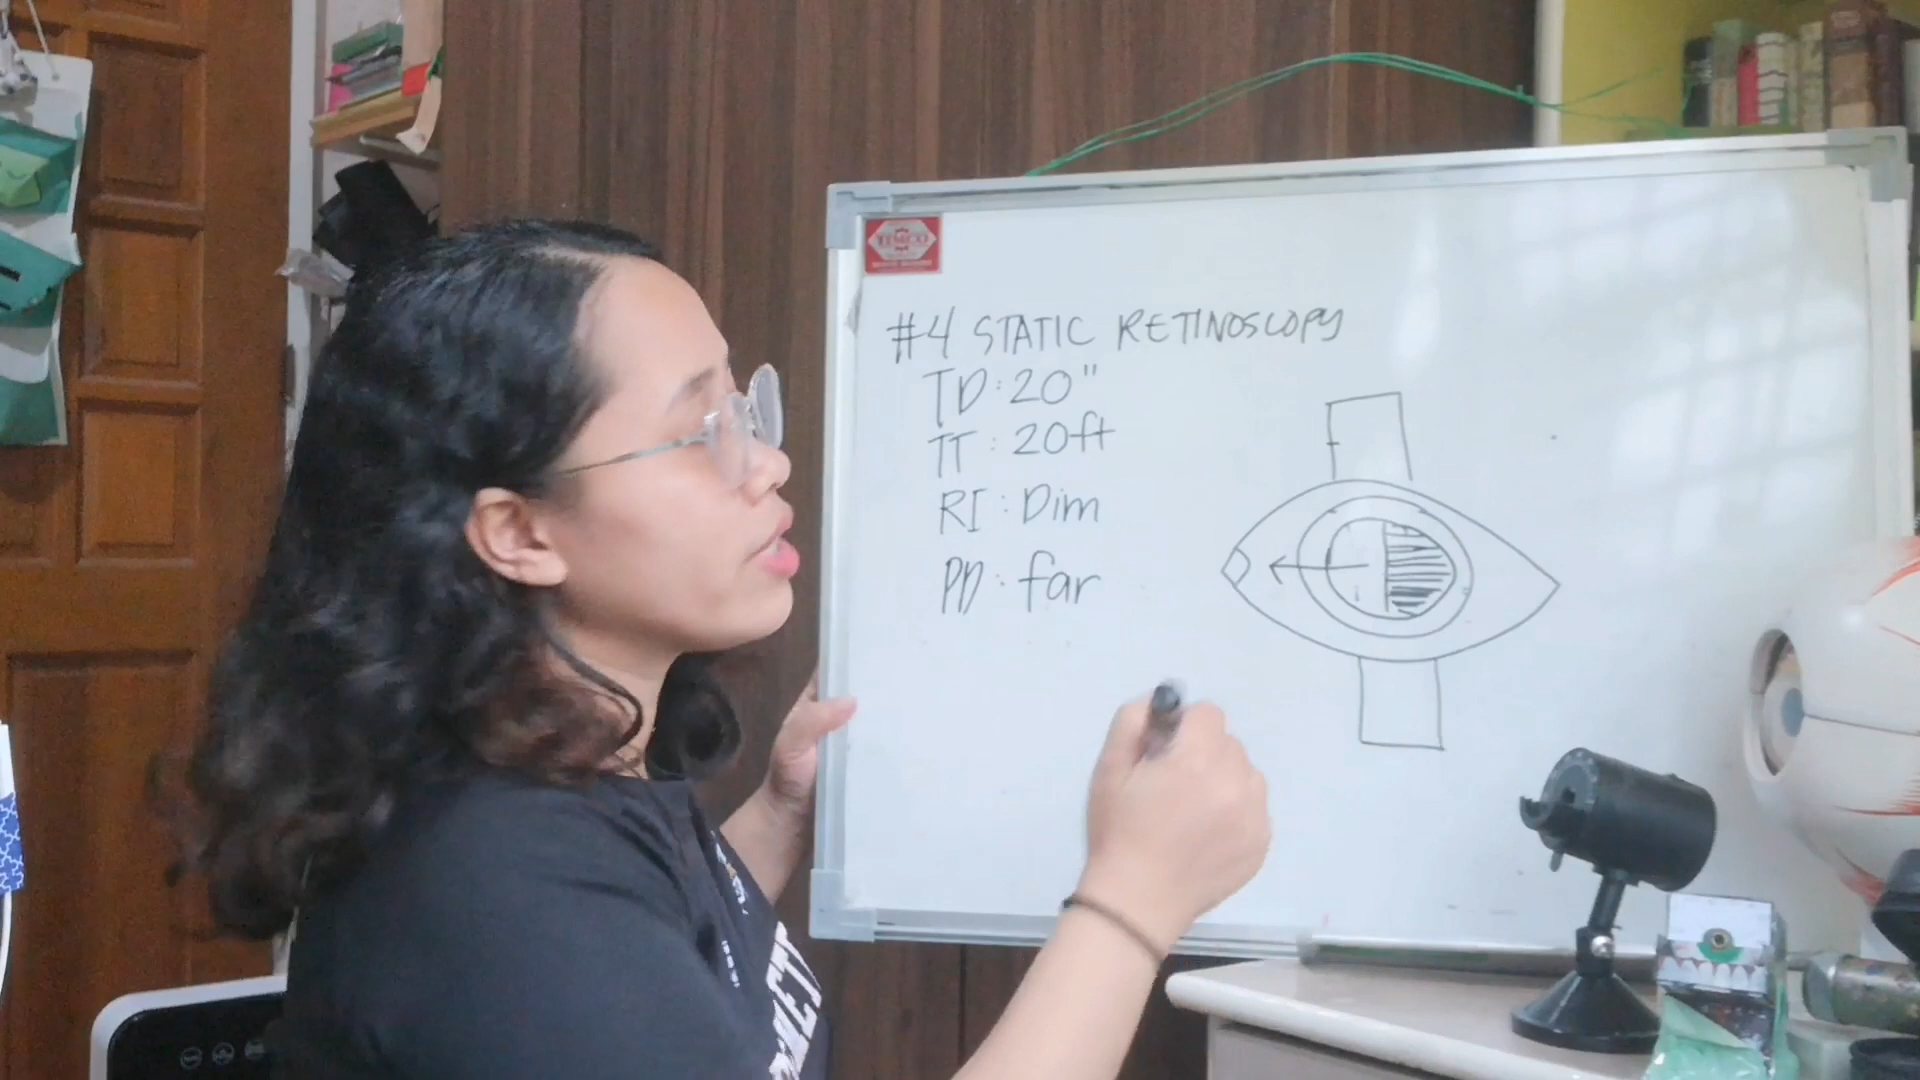 #4 STATIC RETINOSCOPY
TD: 20"
TT: 20ft
RI: Dim
PD: far